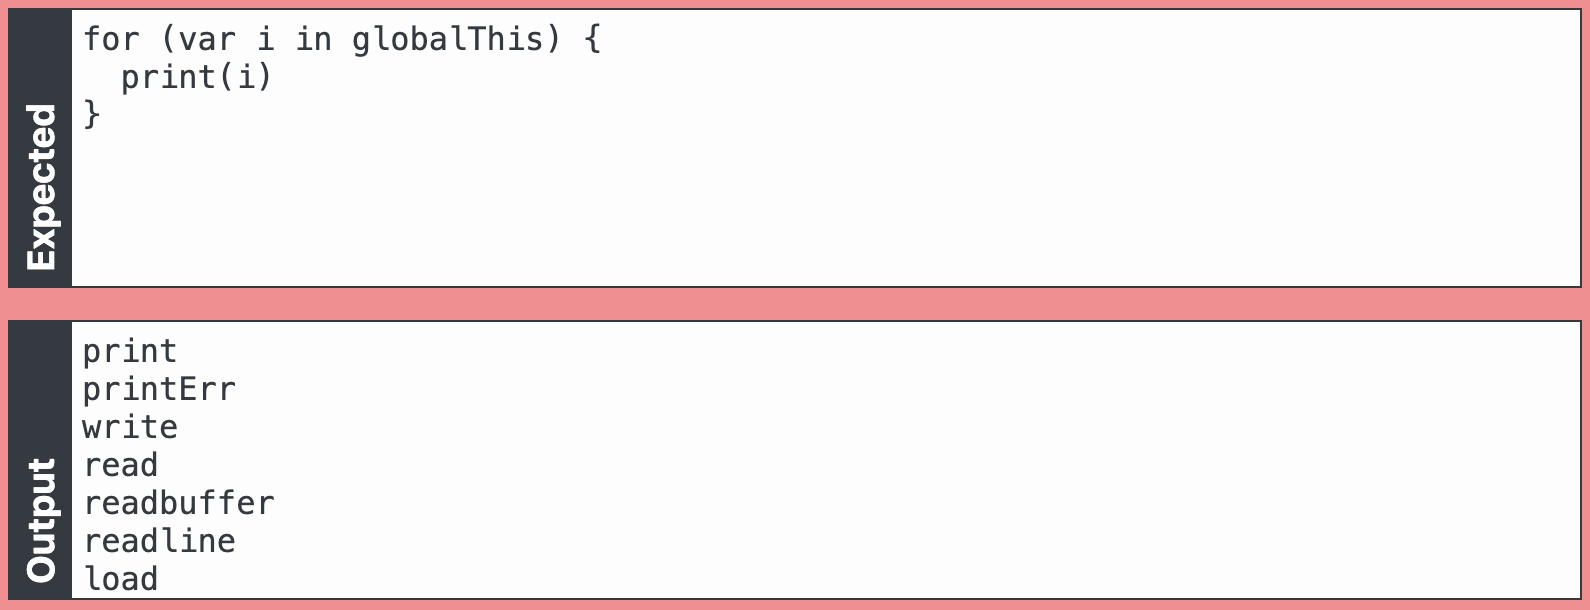 Expected
for (var i in globalThis) {
  print(i)
}
Output
print
printErr
write
read
readbuffer
readline
load